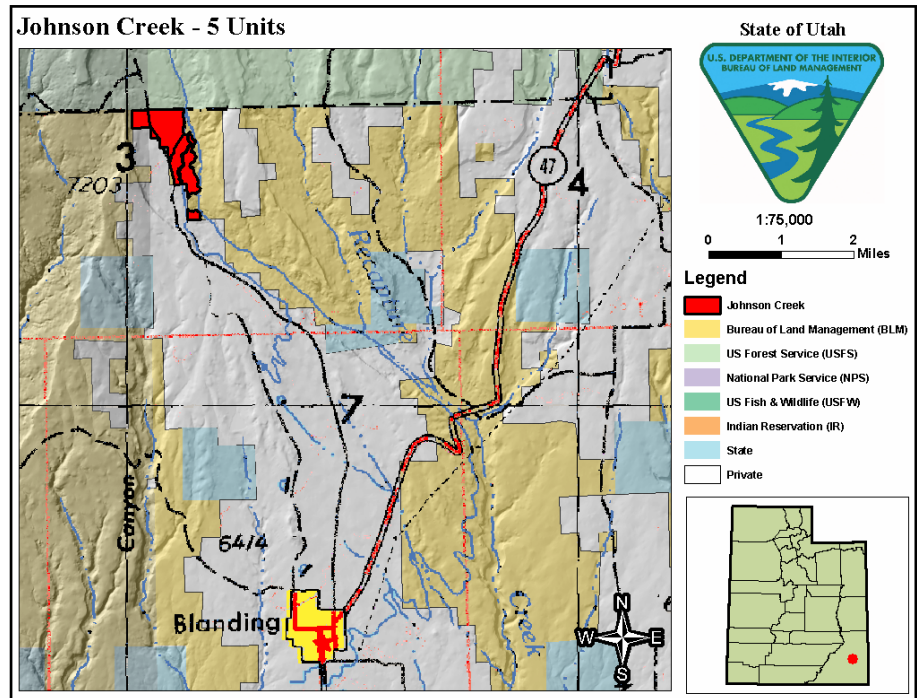 Johnson Creek - 5 Units
State of Utah
U.S. DEPARTMENT OF THE INTERIOR
BUREAU OF LAND MANAGEMENT
1:75,000
0 1 2
Miles
Legend
Johnson Creek
Bureau of Land Management (BLM)
US Forest Service (USFS)
National Park Service (NPS)
US Fish & Wildlife (USFW)
Indian Reservation (IR)
State
Private
3
7203
47
4
Recapture
7
Canyon
6414
Blanding
Creek
N
W E
S